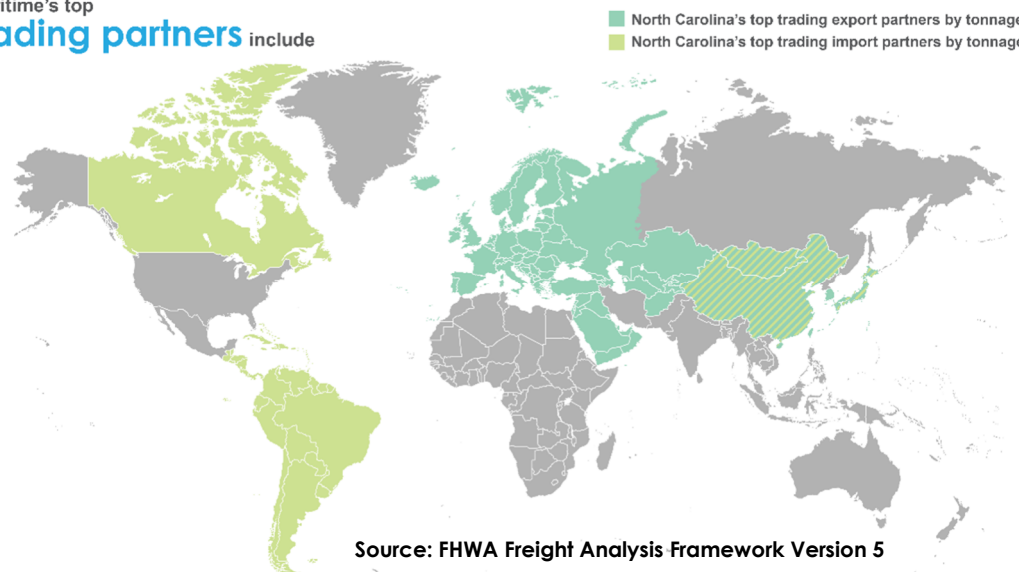 itime's top
ading partners include
North Carolina's top trading export partners by tonnage
North Carolina's top trading import partners by tonnage
Source: FHWA Freight Analysis Framework Version 5